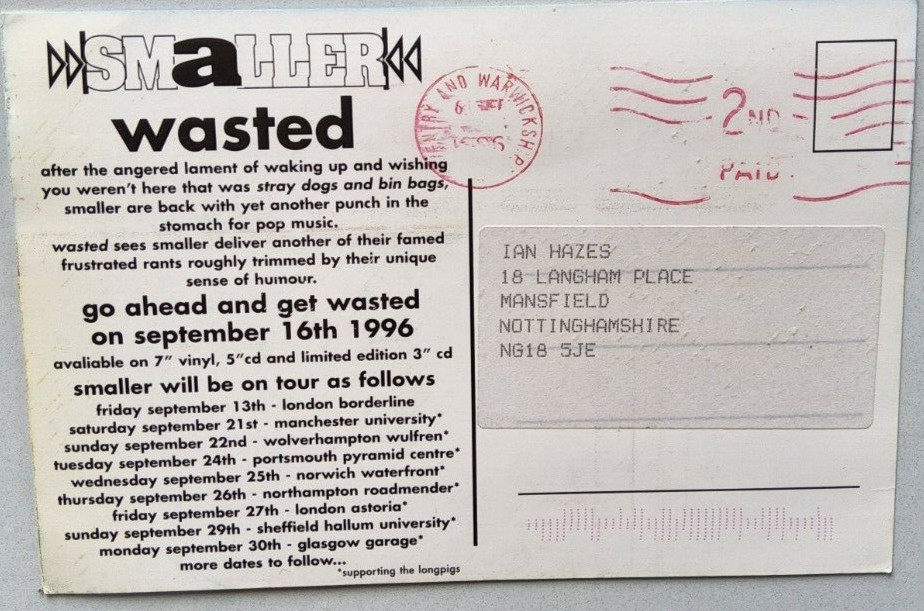 SMaLLER
wasted
after the angered lament of waking up and wishing
you weren't here that was stray dogs and bin bags,
smaller are back with yet another punch in the
stomach for pop music.
wasted sees smaller deliver another of their famed
frustrated rants roughly trimmed by their unique
sense of humour.
go ahead and get wasted
on september 16th 1996
avaliable on 7" vinyl, 5"cd and limited edition 3" cd
smaller will be on tour as follows
friday september 13th - london borderline
saturday september 21st - manchester university*
sunday september 22nd - wolverhampton wulfren*
tuesday september 24th - portsmouth pyramid centre*
wednesday september 25th - norwich waterfront*
thursday september 26th - northampton roadmender*
friday september 27th - london astoria*
sunday september 29th - sheffield hallum university*
monday september 30th - glasgow garage*
more dates to follow...
*supporting the longpigs
ENTRY AND WARWICKSH
1996
2ND
PAID
IAN HAZES
18 LANGHAM PLACE
MANSFIELD
NOTTINGHAMSHIRE
NG18 5JE